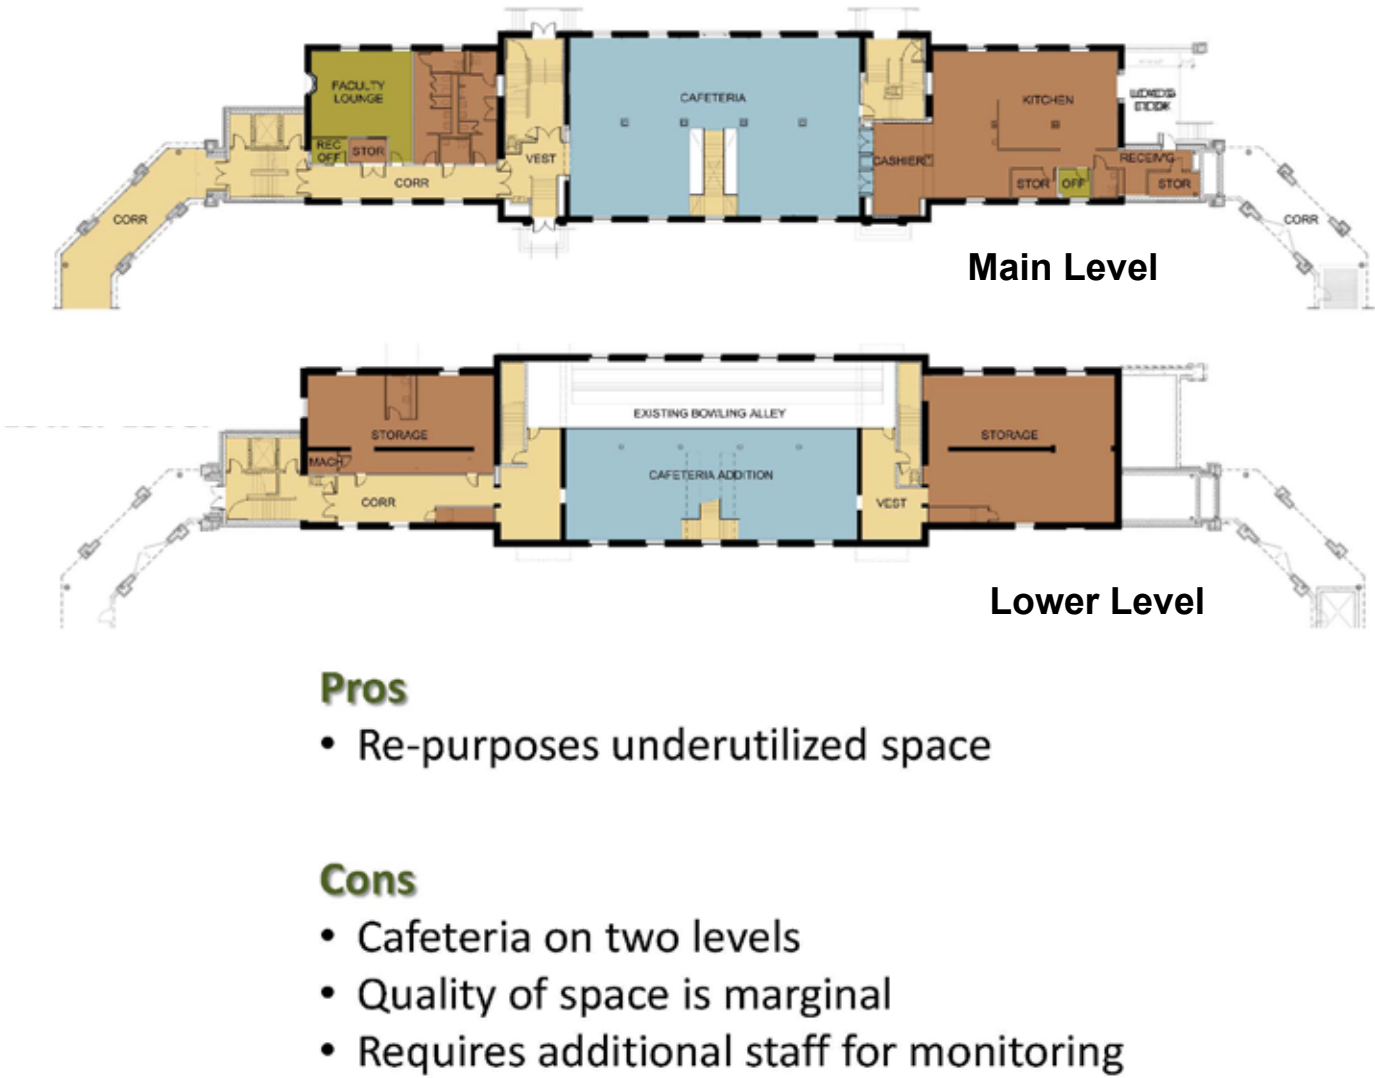 FACULTY
LOUNGE
REC
OFF
STOR
CORR
CORR
VEST
CAFETERIA
CASHIER
KITCHEN
STOR
OFF
RECEIV'G
STOR
CORR
Main Level
STORAGE
MACH
CORR
EXISTING BOWLING ALLEY
CAFETERIA ADDITION
VEST
STORAGE
Lower Level
Pros
• Re-purposes underutilized space
Cons
• Cafeteria on two levels
• Quality of space is marginal
• Requires additional staff for monitoring